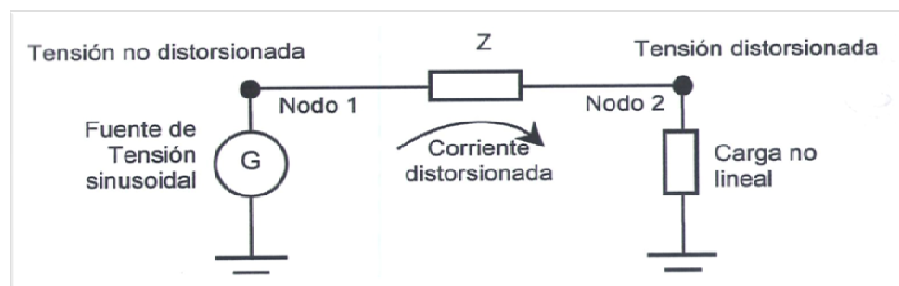 Tensión no distorsionada
Z
Tensión distorsionada
Nodo 1
Nodo 2
Fuente de
Tensión
sinusoidal
G
Corriente
distorsionada
Carga no
lineal